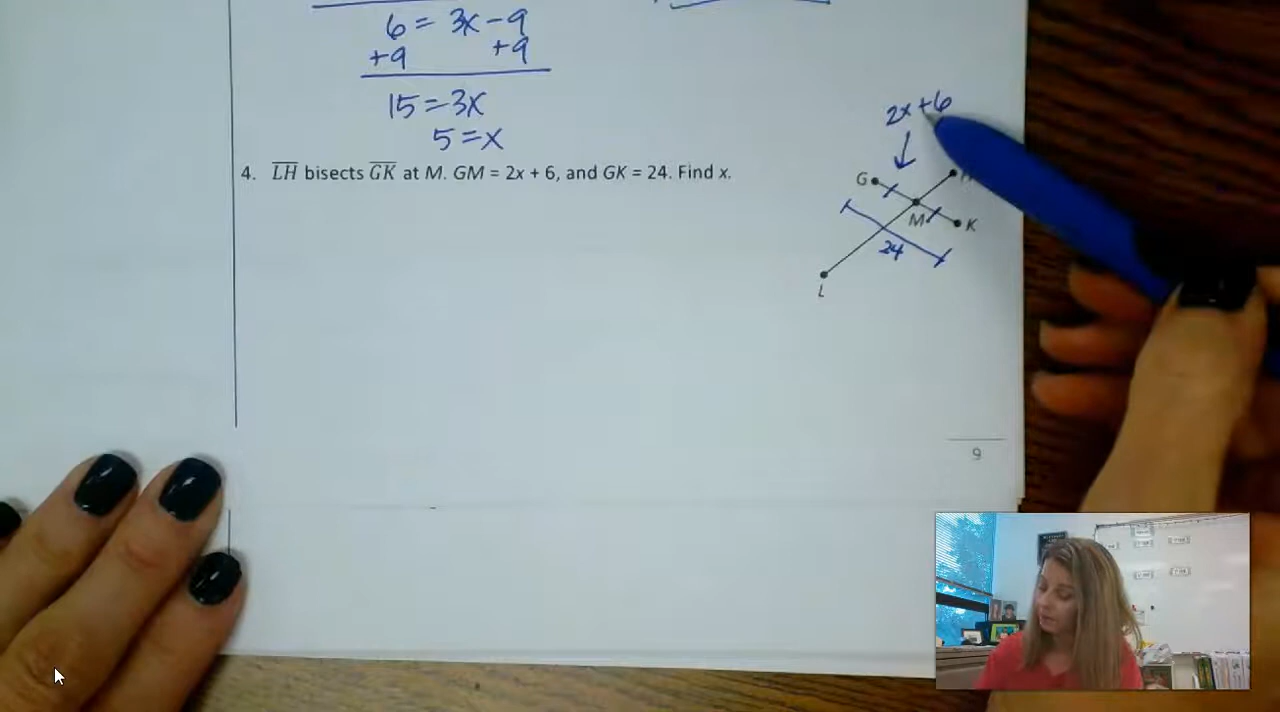 6 = 3x - 9
+9 +9
15 = 3x
5 = x
2x + 6
4. LH bisects GK at M. GM = 2x + 6, and GK = 24. Find x.
G
M
K
24
L
9